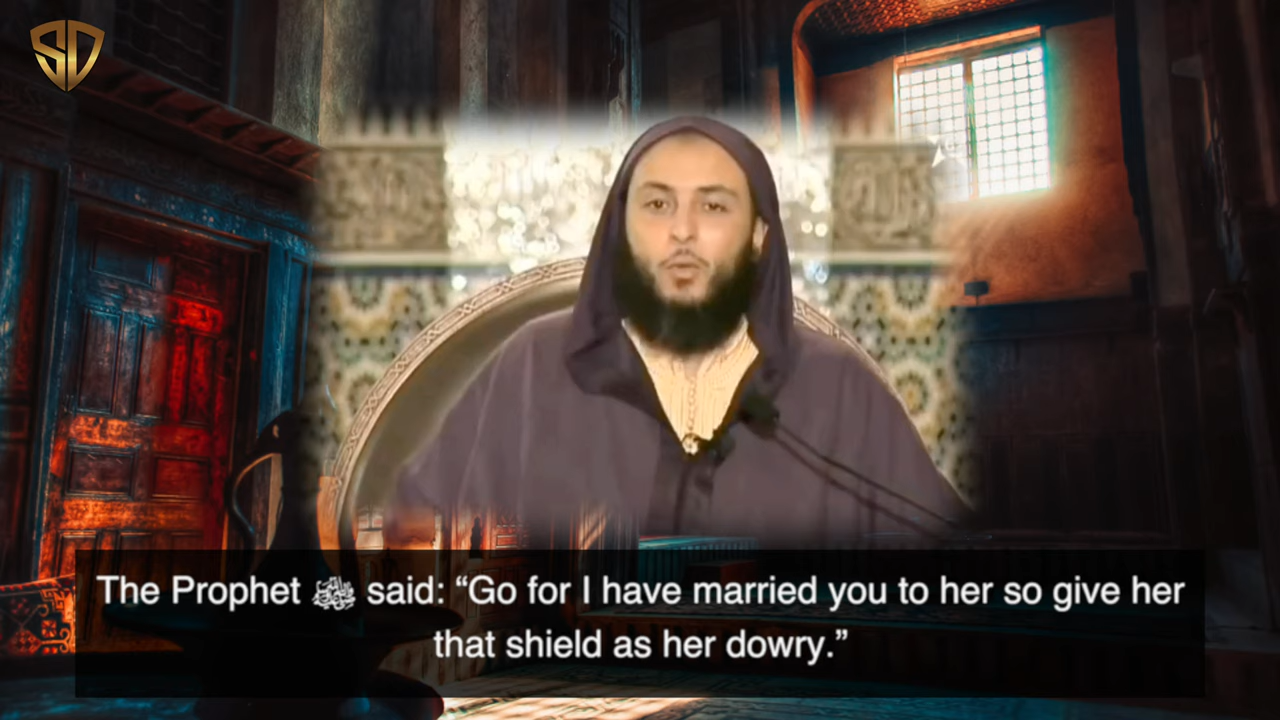 SD
The Prophet ﷺ said: “Go for I have married you to her so give her
that shield as her dowry.”